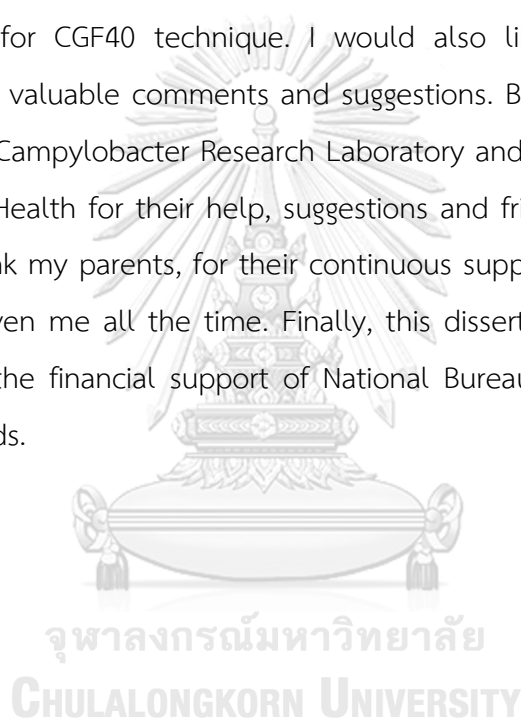 for CGF40 technique. I would also li
valuable comments and suggestions. B
Campylobacter Research Laboratory and
Health for their help, suggestions and fri
nk my parents, for their continuous supp
ven me all the time. Finally, this dissert
the financial support of National Bureau
ds.
จุฬาลงกรณ์มหาวิทยาลัย
CHULALONGKORN UNIVERSITY